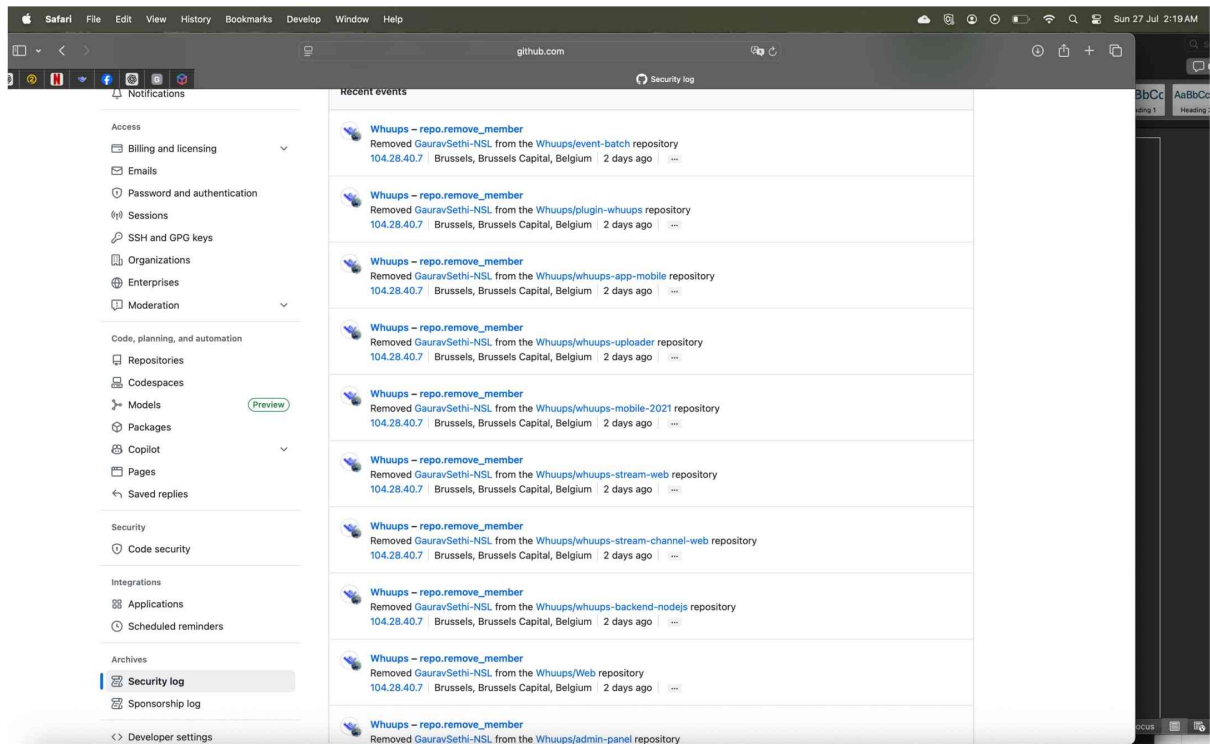 Safari File Edit View History Bookmarks Develop Window Help
Sun 27 Jul 2:19 AM
github.com
Security log
Notifications
Access
Billing and licensing
Emails
Password and authentication
Sessions
SSH and GPG keys
Organizations
Enterprises
Moderation
Code, planning, and automation
Repositories
Codespaces
Models Preview
Packages
Copilot
Pages
Saved replies
Security
Code security
Integrations
Applications
Scheduled reminders
Archives
Security log
Sponsorship log
Developer settings
Recent events
Whuups – repo.remove_member
Removed GauravSethi-NSL from the Whuups/event-batch repository
104.28.40.7 Brussels, Brussels Capital, Belgium 2 days ago ...
Whuups – repo.remove_member
Removed GauravSethi-NSL from the Whuups/plugin-whuups repository
104.28.40.7 Brussels, Brussels Capital, Belgium 2 days ago ...
Whuups – repo.remove_member
Removed GauravSethi-NSL from the Whuups/whuups-app-mobile repository
104.28.40.7 Brussels, Brussels Capital, Belgium 2 days ago ...
Whuups – repo.remove_member
Removed GauravSethi-NSL from the Whuups/whuups-uploader repository
104.28.40.7 Brussels, Brussels Capital, Belgium 2 days ago ...
Whuups – repo.remove_member
Removed GauravSethi-NSL from the Whuups/whuups-mobile-2021 repository
104.28.40.7 Brussels, Brussels Capital, Belgium 2 days ago ...
Whuups – repo.remove_member
Removed GauravSethi-NSL from the Whuups/whuups-stream-web repository
104.28.40.7 Brussels, Brussels Capital, Belgium 2 days ago ...
Whuups – repo.remove_member
Removed GauravSethi-NSL from the Whuups/whuups-stream-channel-web repository
104.28.40.7 Brussels, Brussels Capital, Belgium 2 days ago ...
Whuups – repo.remove_member
Removed GauravSethi-NSL from the Whuups/whuups-backend-nodejs repository
104.28.40.7 Brussels, Brussels Capital, Belgium 2 days ago ...
Whuups – repo.remove_member
Removed GauravSethi-NSL from the Whuups/Web repository
104.28.40.7 Brussels, Brussels Capital, Belgium 2 days ago ...
Whuups – repo.remove_member
Removed GauravSethi-NSL from the Whuups/admin-panel repository
BbCc AaBbCc
ading 1 Heading
ocus